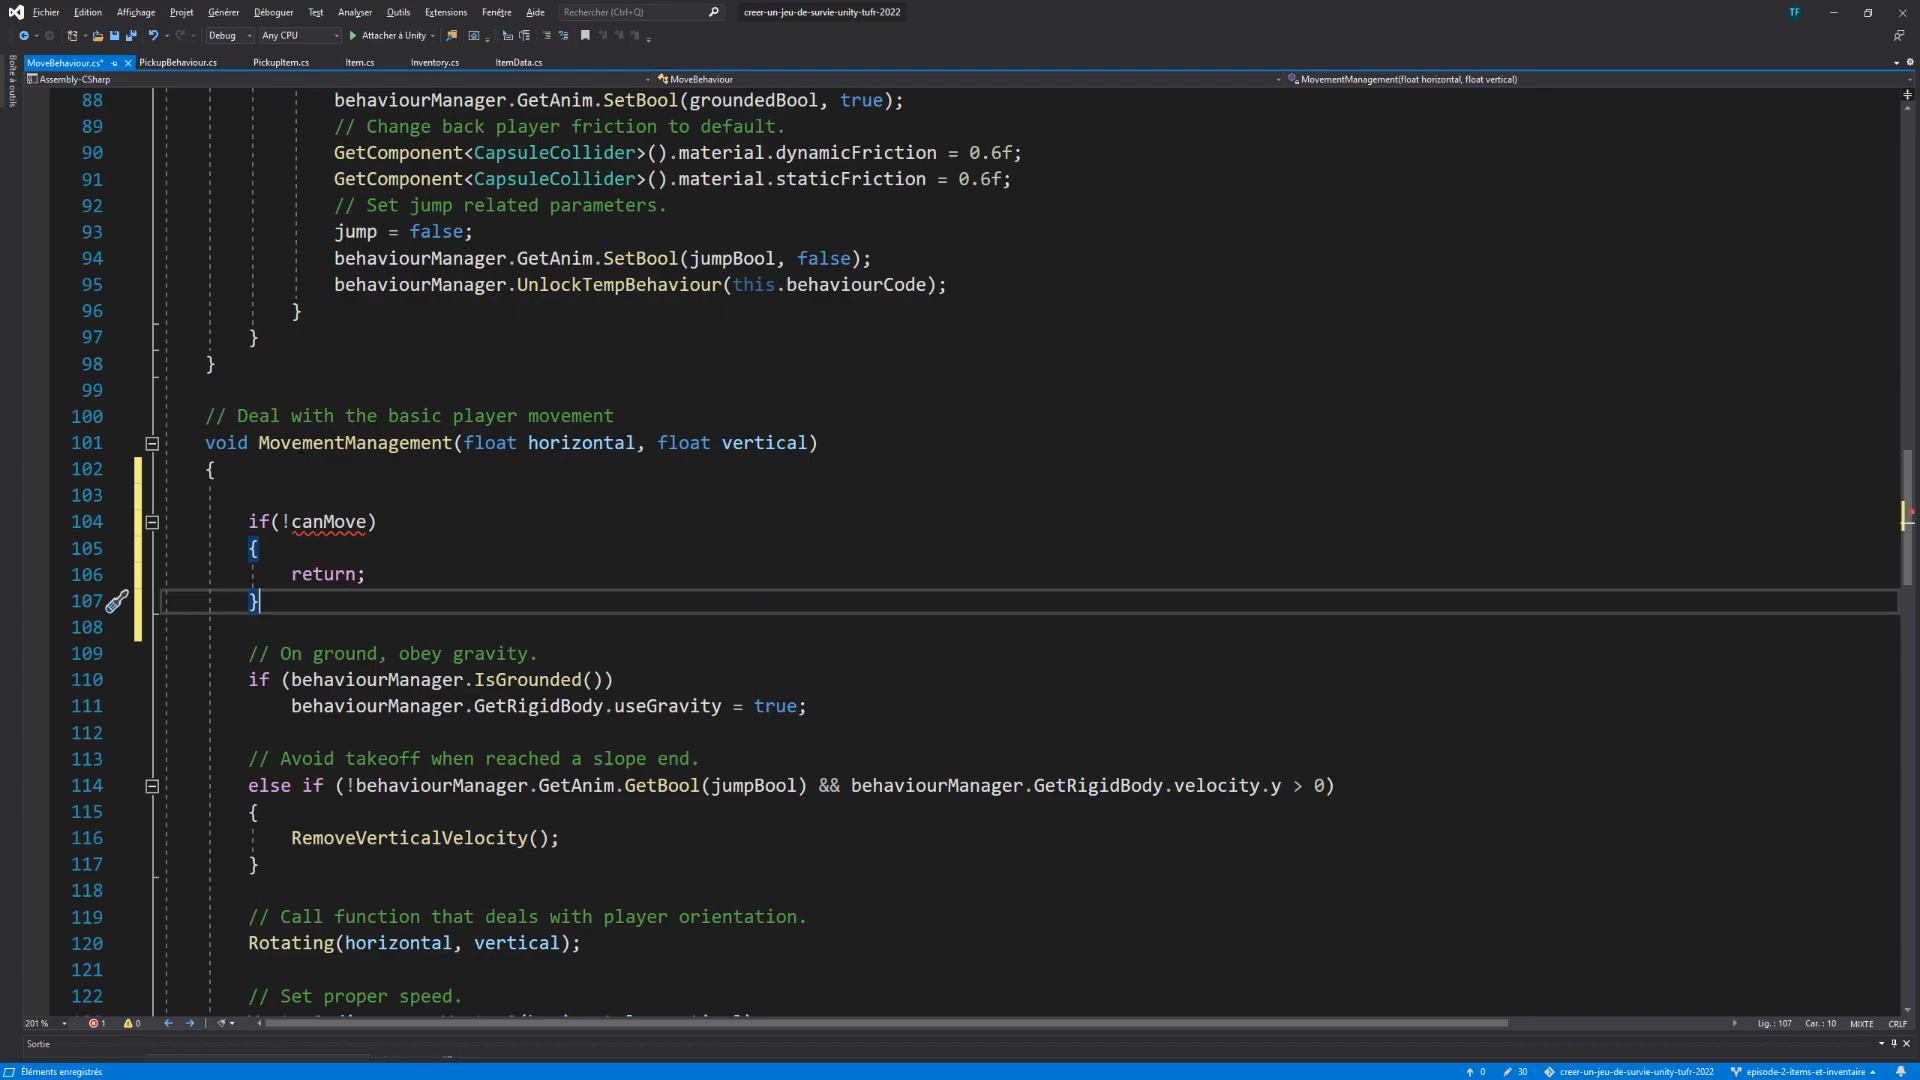 Fichier Edition Affichage Projet Générer Déboguer Test Analyser Outils Extensions Fenêtre Aide Rechercher (Ctrl+Q) creer-un-jeu-de-survie-unity-tufr-2022 TF
Debug Any CPU Attacher à Unity
Boîte à outils
MoveBehaviour.cs* PickupBehaviour.cs PickupItem.cs Item.cs Inventory.cs ItemData.cs
Assembly-CSharp MoveBehaviour MovementManagement(float horizontal, float vertical)
88 behaviourManager.GetAnim.SetBool(groundedBool, true);
89 // Change back player friction to default.
90 GetComponent<CapsuleCollider>().material.dynamicFriction = 0.6f;
91 GetComponent<CapsuleCollider>().material.staticFriction = 0.6f;
92 // Set jump related parameters.
93 jump = false;
94 behaviourManager.GetAnim.SetBool(jumpBool, false);
95 behaviourManager.UnlockTempBehaviour(this.behaviourCode);
96 }
97 }
98 }
99
100 // Deal with the basic player movement
101 void MovementManagement(float horizontal, float vertical)
102 {
103
104 if(!canMove)
105 {
106 return;
107 }
108
109 // On ground, obey gravity.
110 if (behaviourManager.IsGrounded())
111 behaviourManager.GetRigidBody.useGravity = true;
112
113 // Avoid takeoff when reached a slope end.
114 else if (!behaviourManager.GetAnim.GetBool(jumpBool) && behaviourManager.GetRigidBody.velocity.y > 0)
115 {
116 RemoveVerticalVelocity();
117 }
118
119 // Call function that deals with player orientation.
120 Rotating(horizontal, vertical);
121
122 // Set proper speed.
201 % 1 0 Lig. : 107 Car. : 10 MIXTE CRLF
Sortie
Éléments enregistrés 0 30 creer-un-jeu-de-survie-unity-tufr-2022 episode-2-items-et-inventaire